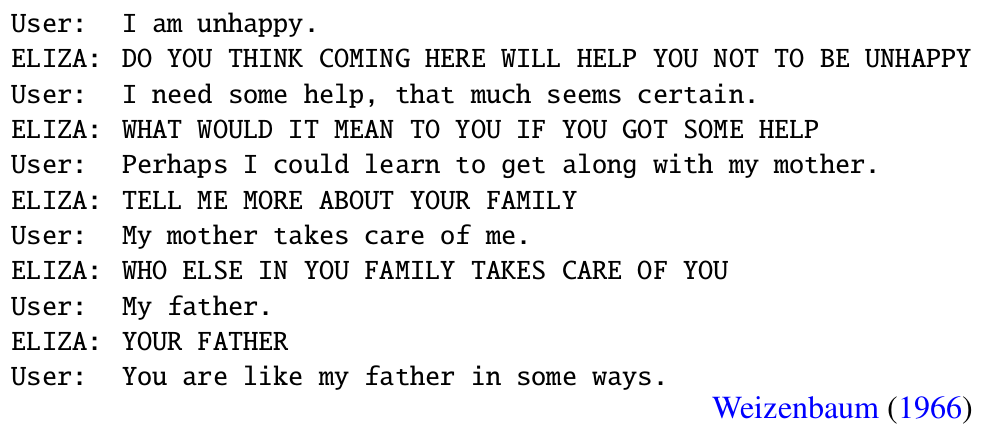 User: I am unhappy.
ELIZA: DO YOU THINK COMING HERE WILL HELP YOU NOT TO BE UNHAPPY
User: I need some help, that much seems certain.
ELIZA: WHAT WOULD IT MEAN TO YOU IF YOU GOT SOME HELP
User: Perhaps I could learn to get along with my mother.
ELIZA: TELL ME MORE ABOUT YOUR FAMILY
User: My mother takes care of me.
ELIZA: WHO ELSE IN YOU FAMILY TAKES CARE OF YOU
User: My father.
ELIZA: YOUR FATHER
User: You are like my father in some ways.
Weizenbaum (1966)